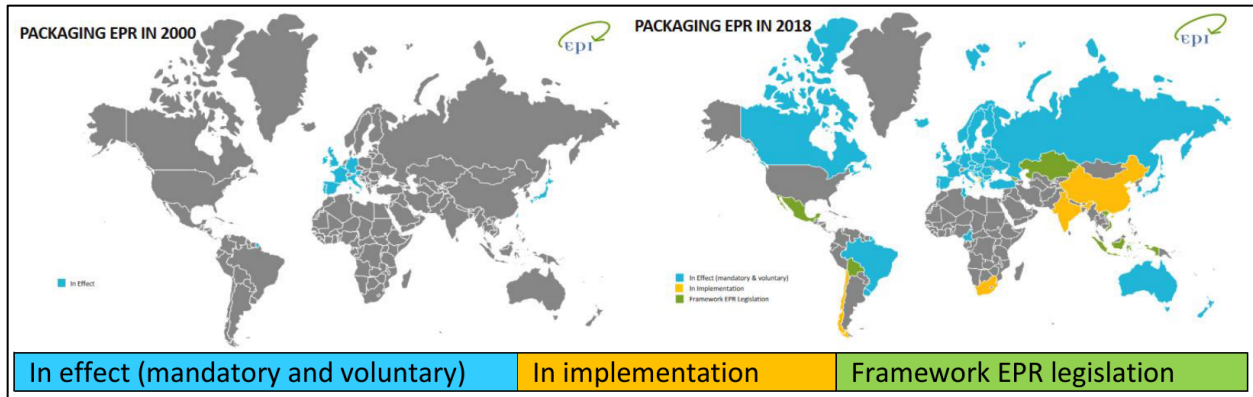 PACKAGING EPR IN 2000
epi
In Effect
PACKAGING EPR IN 2018
epi
In Effect (mandatory & voluntary)
In Implementation
Framework EPR Legislation
In effect (mandatory and voluntary)
In implementation
Framework EPR legislation